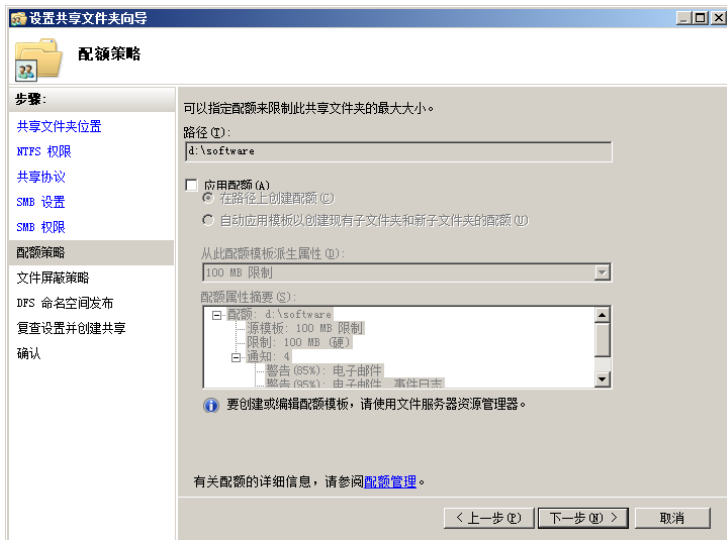 设置共享文件夹向导
配额策略
步骤:
共享文件夹位置
NTFS 权限
共享协议
SMB 设置
SMB 权限
配额策略
文件屏蔽策略
DFS 命名空间发布
复查设置并创建共享
确认
可以指定配额来限制此共享文件夹的最大大小。
路径(T):
d:\software
应用配额(A)
在路径上创建配额(C)
自动应用模板以创建现有子文件夹和新子文件夹的配额(U)
从此配额模板派生属性(D):
100 MB 限制
配额属性摘要(S):
配额: d:\software
源模板: 100 MB 限制
限制: 100 MB (硬)
通知: 4
警告(85%): 电子邮件
警告(95%): 电子邮件, 事件日志
要创建或编辑配额模板，请使用文件服务器资源管理器。
有关配额的详细信息，请参阅配额管理。
< 上一步(P) 下一步(N) > 取消